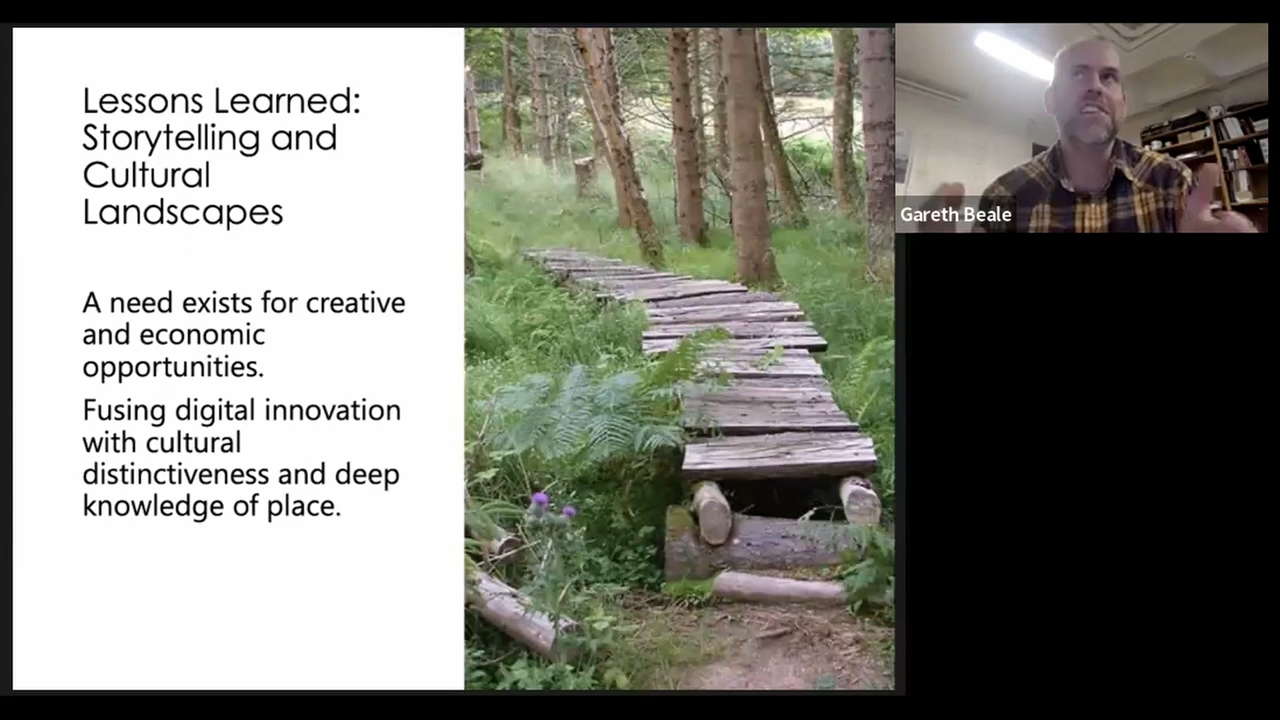 Lessons Learned:
Storytelling and
Cultural
Landscapes
A need exists for creative
and economic
opportunities.
Fusing digital innovation
with cultural
distinctiveness and deep
knowledge of place.
Gareth Beale